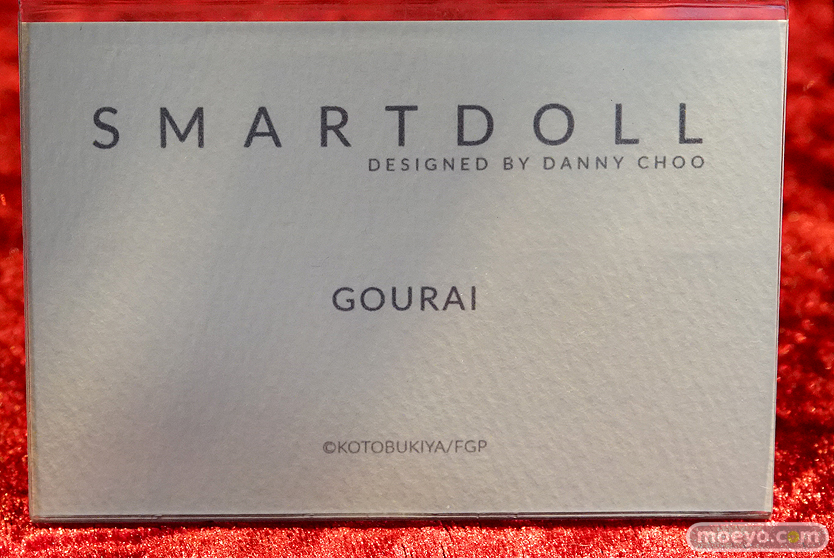 SMARTDOLL
DESIGNED BY DANNY CHOO
GOURAI
©KOTOBUKIYA/FGP
moeyo.com